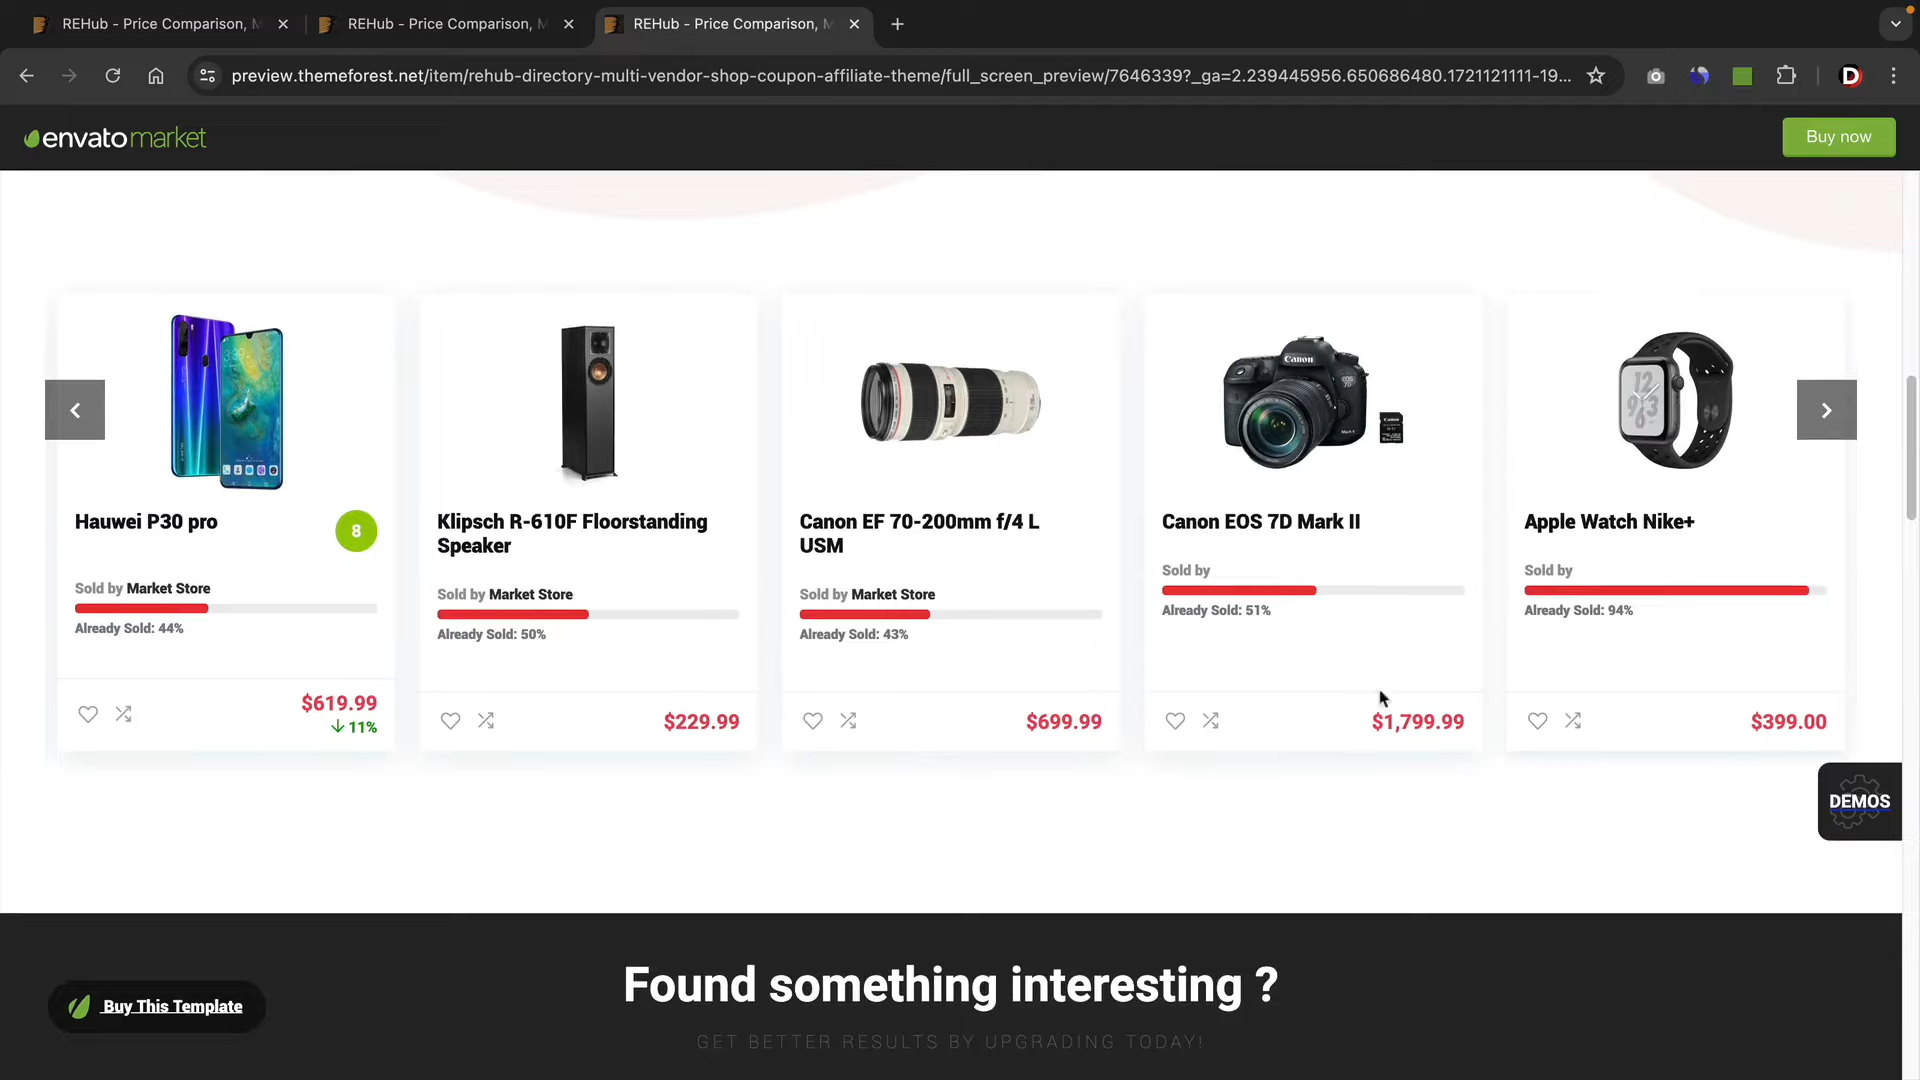 REHub - Price Comparison, M
REHub - Price Comparison, M
REHub - Price Comparison, M
preview.themeforest.net/item/rehub-directory-multi-vendor-shop-coupon-affiliate-theme/full_screen_preview/7646339?_ga=2.239445956.650686480.1721121111-19...
D
envatomarket
Buy now
Canon
Hauwei P30 pro
8
Klipsch R-610F Floorstanding
Speaker
Canon EF 70-200mm f/4 L
USM
Canon EOS 7D Mark II
Apple Watch Nike+
Sold by Market Store
Already Sold: 44%
Sold by Market Store
Already Sold: 50%
Sold by Market Store
Already Sold: 43%
Sold by
Already Sold: 51%
Sold by
Already Sold: 94%
$619.99
11%
$229.99
$699.99
$1,799.99
$399.00
DEMOS
Found something interesting ?
GET BETTER RESULTS BY UPGRADING TODAY!
Buy This Template